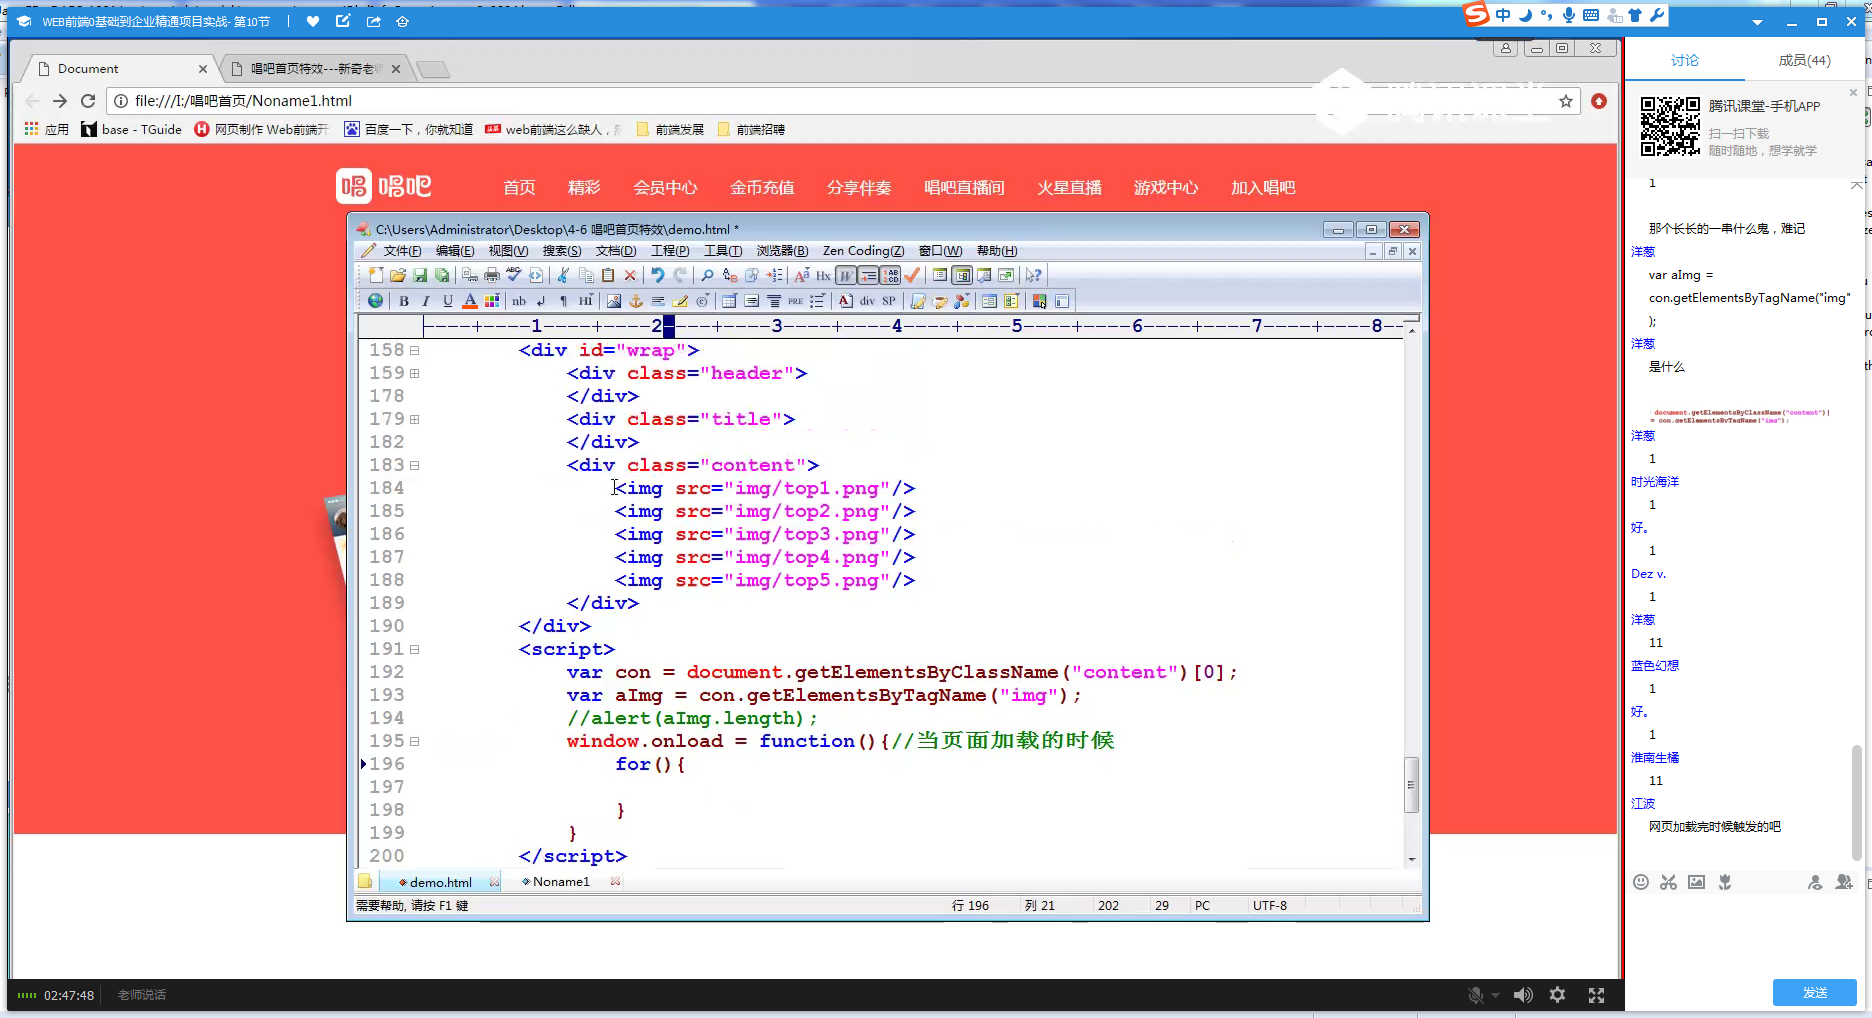 WEB前端0基础到企业精通项目实战- 第10节
中
Document
唱吧首页特效---新奇老师
file:///I:/唱吧首页/Noname1.html
应用
base - TGuide
网页制作 Web前端开
百度一下，你就知道
web前端这么缺人，
前端发展
前端招聘
唱吧
首页
精彩
会员中心
金币充值
分享伴奏
唱吧直播间
火星直播
游戏中心
加入唱吧
C:\Users\Administrator\Desktop\4-6 唱吧首页特效\demo.html *
文件(F) 编辑(E) 视图(V) 搜索(S) 文档(D) 工程(P) 工具(T) 浏览器(B) Zen Coding(Z) 窗口(W) 帮助(H)
----+----1----+----2----+----3----+----4----+----5----+----6----+----7----+----8
158 <div id="wrap">
159 <div class="header">
178 </div>
179 <div class="title">
182 </div>
183 <div class="content">
184 <img src="img/top1.png"/>
185 <img src="img/top2.png"/>
186 <img src="img/top3.png"/>
187 <img src="img/top4.png"/>
188 <img src="img/top5.png"/>
189 </div>
190 </div>
191 <script>
192 var con = document.getElementsByClassName("content")[0];
193 var aImg = con.getElementsByTagName("img");
194 //alert(aImg.length);
195 window.onload = function(){//当页面加载的时候
196 for(){
197
198 }
199 }
200 </script>
demo.html
Noname1
需要帮助, 请按 F1 键
行 196 列 21 202 29 PC UTF-8
02:47:48 老师说话
讨论
成员(44)
腾讯课堂-手机APP
扫一扫下载
随时随地，想学就学
1
那个长长的一串什么鬼，难记
洋葱
var aImg =
con.getElementsByTagName("img"
);
洋葱
是什么
document.getElementsByClassName("content")[
= con.getElementsByTagName("img");
洋葱
1
时光海洋
1
好。
1
Dez v.
1
洋葱
11
蓝色幻想
1
好。
1
淮南生橘
11
江波
网页加载完时候触发的吧
发送